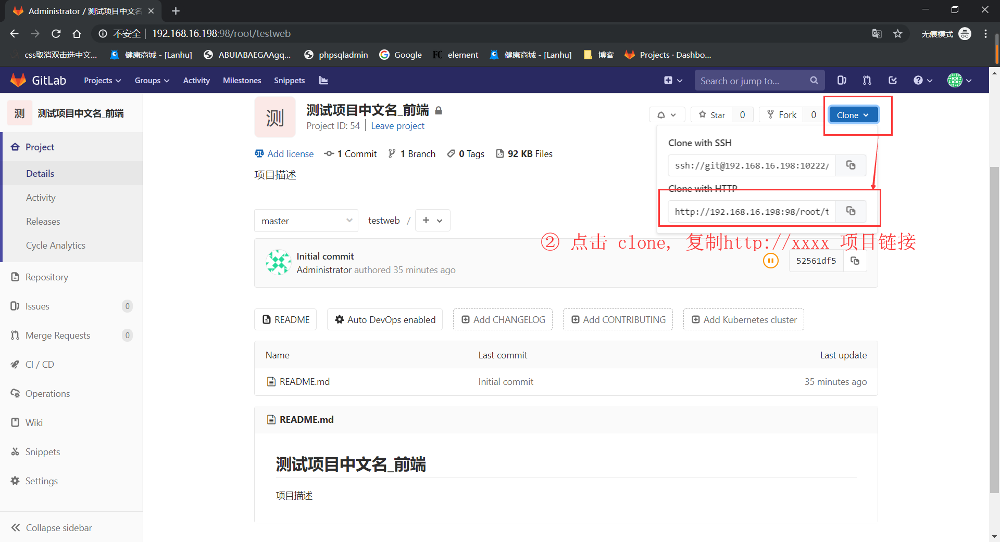 Administrator / 测试项目中文名
不安全 192.168.16.198:98/root/testweb 无痕模式
css取消双击选中文... 健康商城 - [Lanhu] ABUIABAEGAAgq... phpsqladmin Google FC element 健康商城 - [Lanhu] 博客 Projects · Dashbo...
GitLab Projects Groups Activity Milestones Snippets Search or jump to...
测 测试项目中文名_前端
Project
Details
Activity
Releases
Cycle Analytics
Repository
Issues 0
Merge Requests 0
CI / CD
Operations
Wiki
Snippets
Settings
Collapse sidebar
测 测试项目中文名_前端
Project ID: 54 Leave project
Star 0 Fork 0 Clone
Add license 1 Commit 1 Branch 0 Tags 92 KB Files
项目描述
Clone with SSH
ssh://git@192.168.16.198:10222/
Clone with HTTP
http://192.168.16.198:98/root/t
② 点击 clone, 复制http://xxxx 项目链接
master testweb / +
Initial commit
Administrator authored 35 minutes ago
52561df5
README Auto DevOps enabled Add CHANGELOG Add CONTRIBUTING Add Kubernetes cluster
Name Last commit Last update
README.md Initial commit 35 minutes ago
README.md
测试项目中文名_前端
项目描述